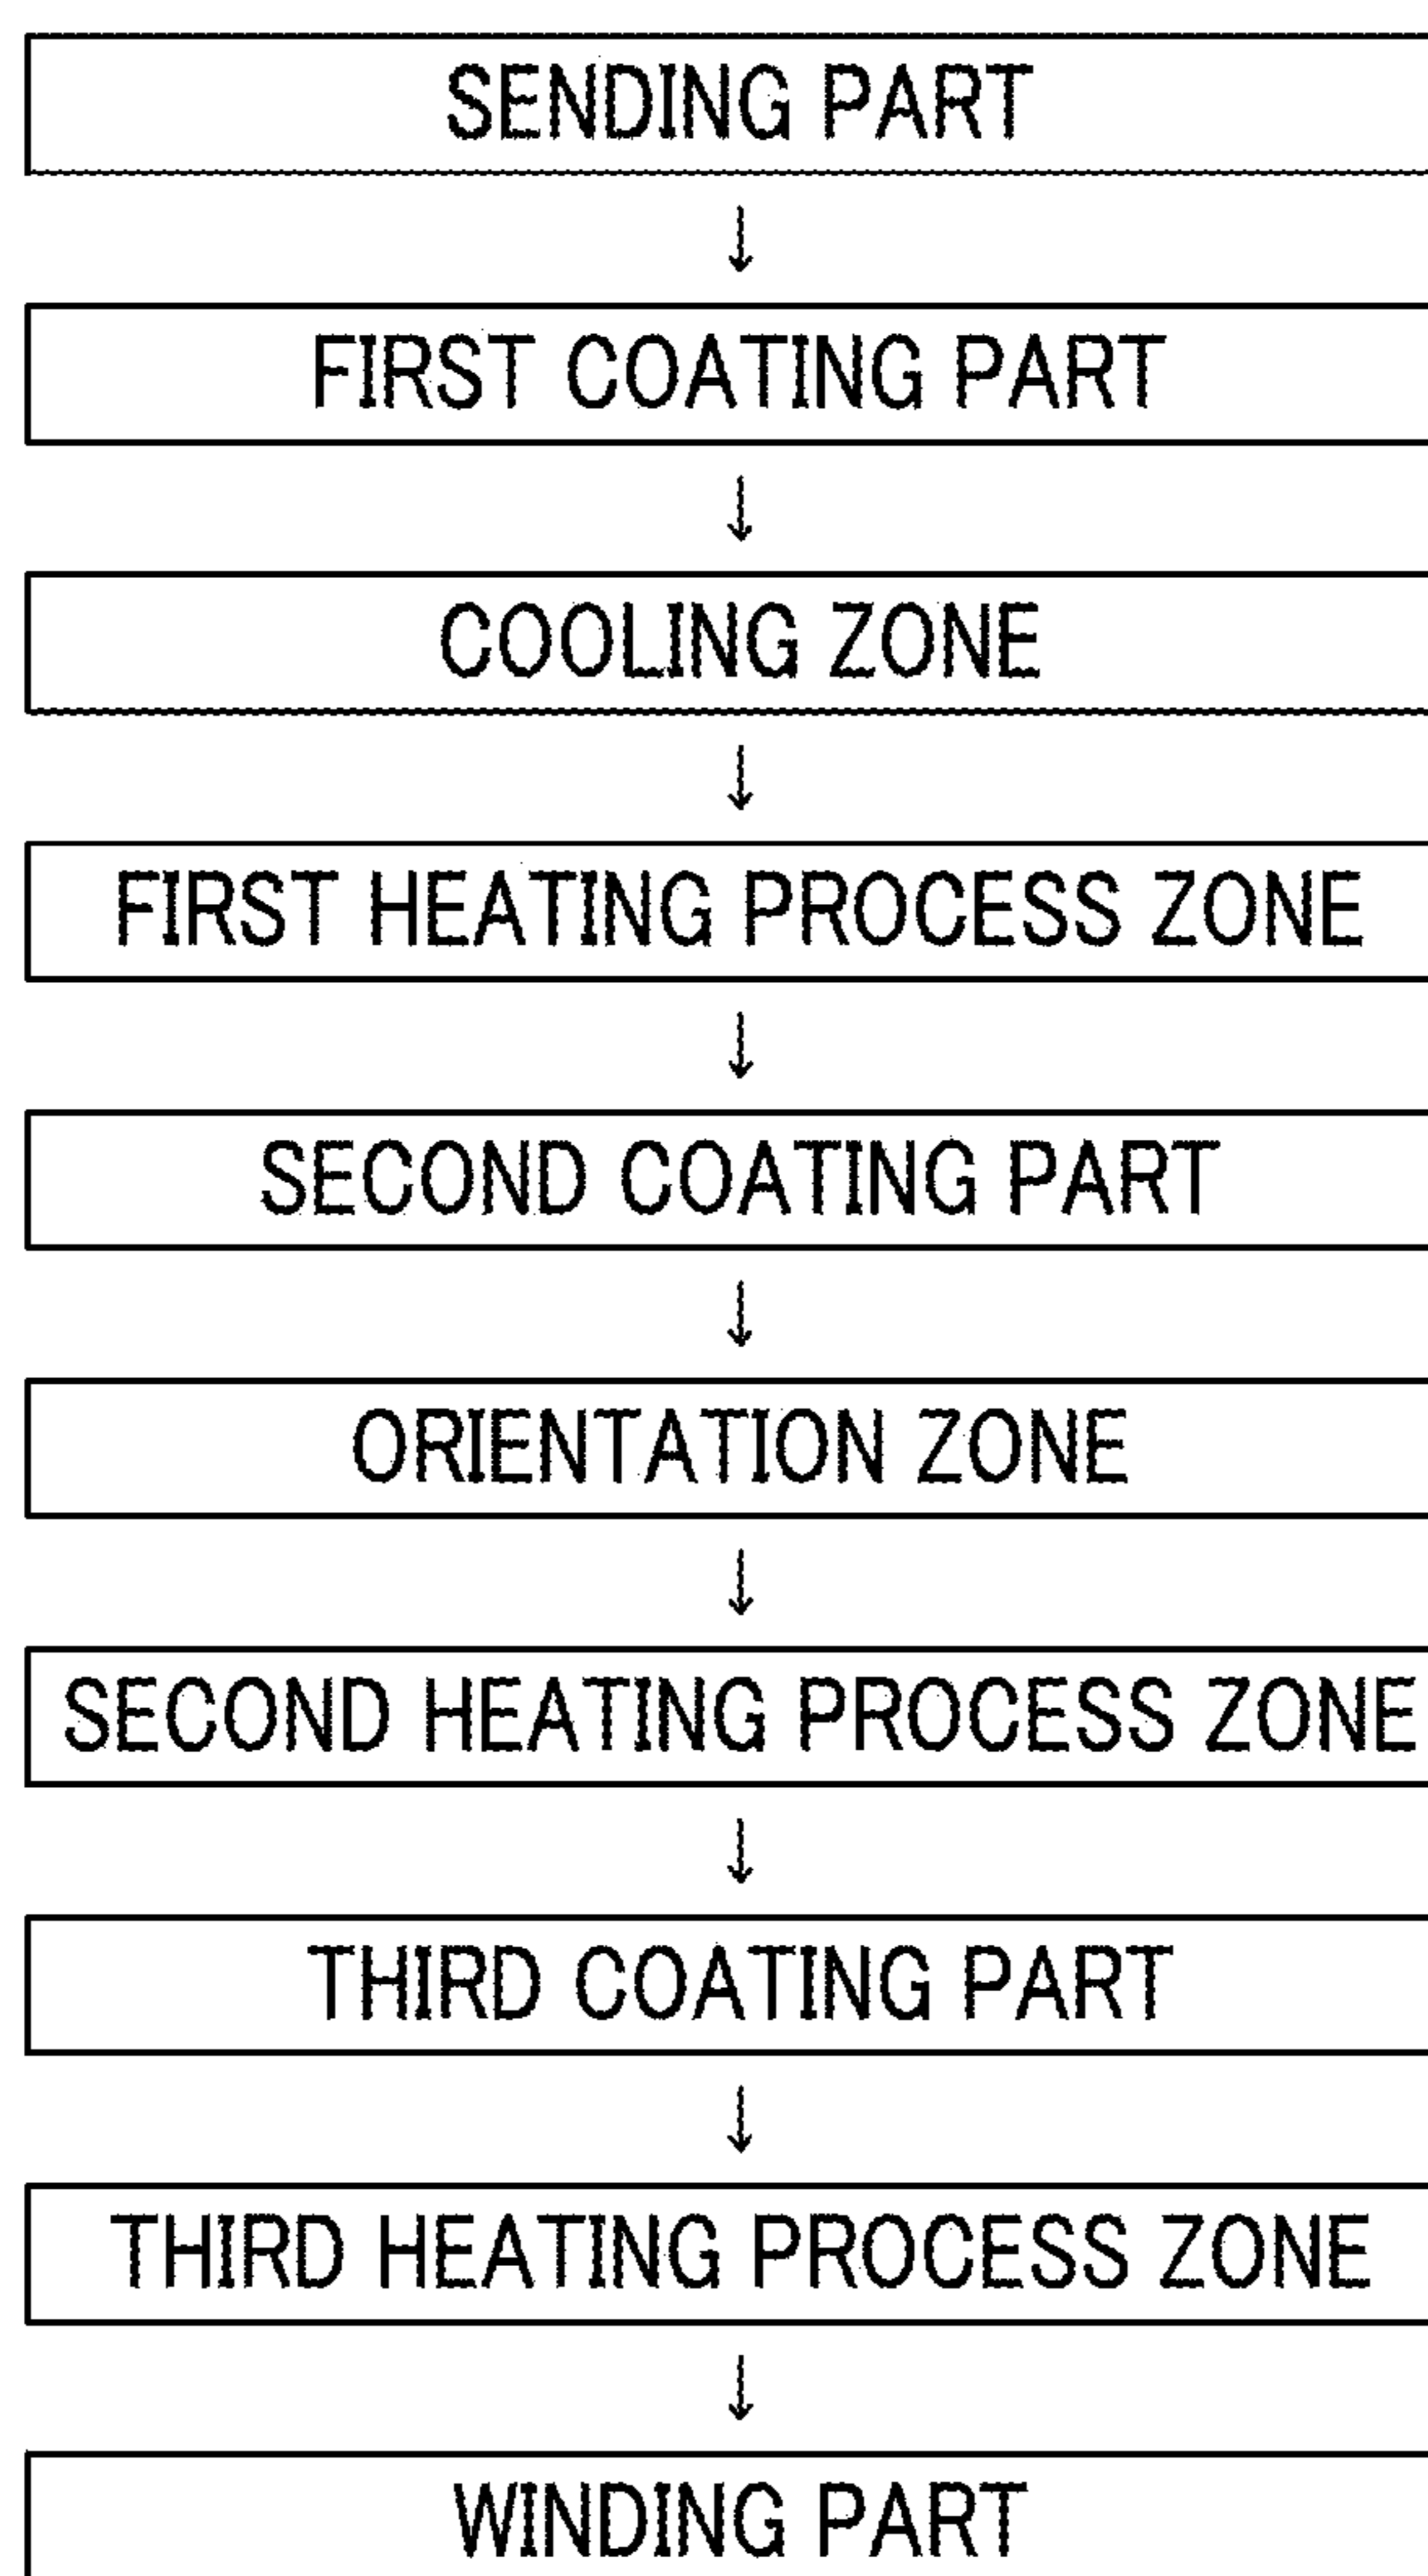 SENDING PART
FIRST COATING PART
COOLING ZONE
FIRST HEATING PROCESS ZONE
SECOND COATING PART
ORIENTATION ZONE
SECOND HEATING PROCESS ZONE
THIRD COATING PART
THIRD HEATING PROCESS ZONE
WINDING PART